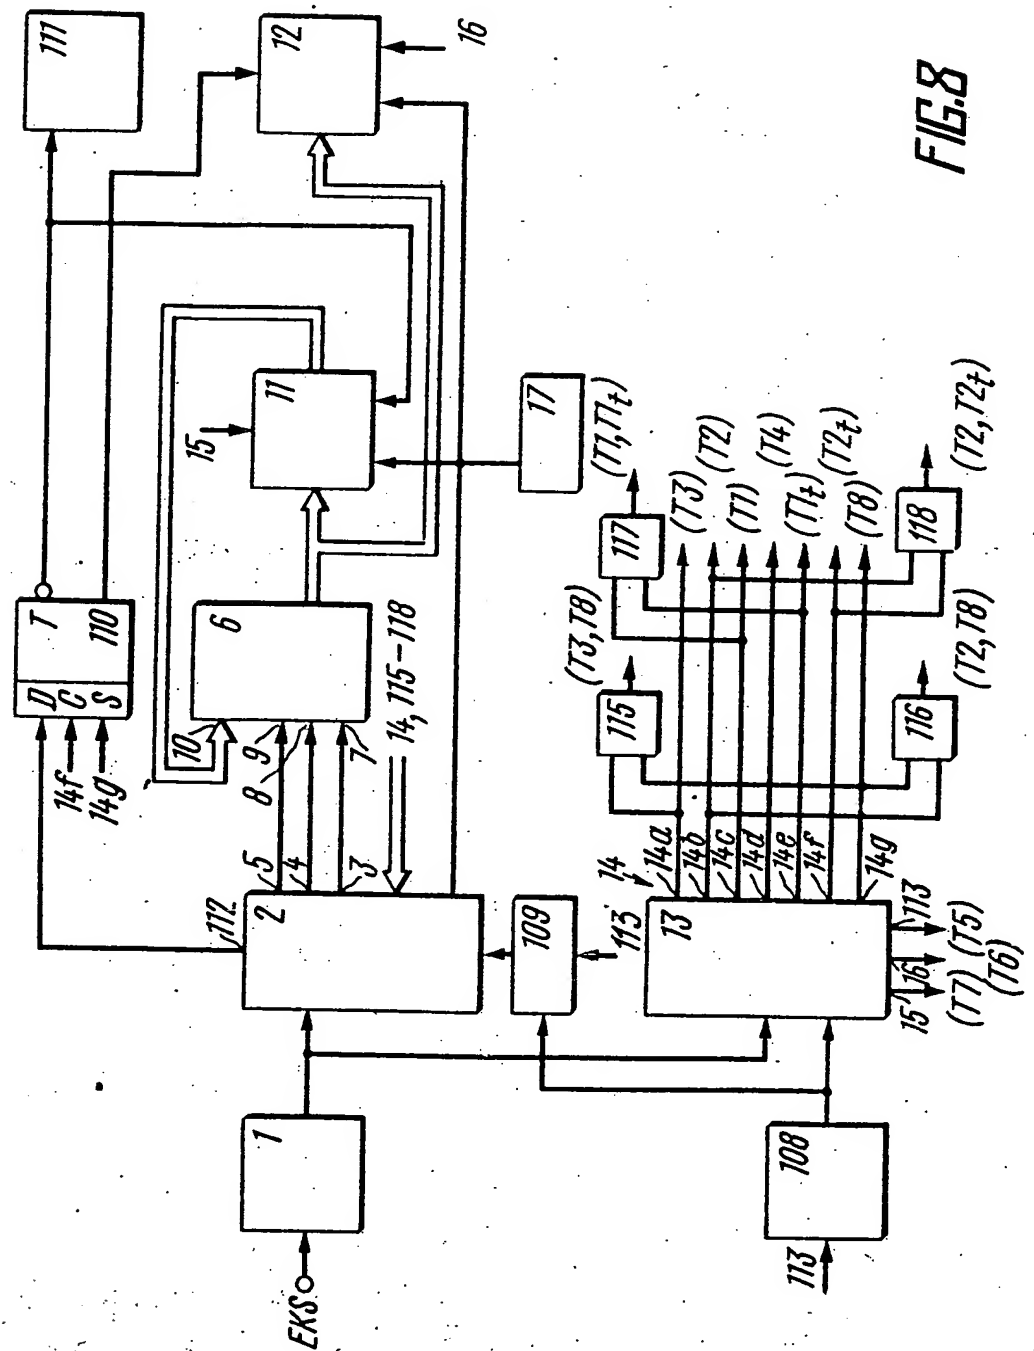 111
12
16
T
D
C
S
110
14f
14g
11
15
6
10
9
8
7
17
14, 115-118
112
5
4
3
2
109
113
1
EKS
108
113
13
14
14a
14b
14c
14d
14e
14f
14g
113
16
15
(T5)
(T6)
(T7)
115
(T3, T8)
116
(T2, T8)
117
(T1, T1t)
118
(T2, T2t)
(T3)
(T2)
(T1)
(T4)
(T1t)
(T2t)
(T8)
FIG.8